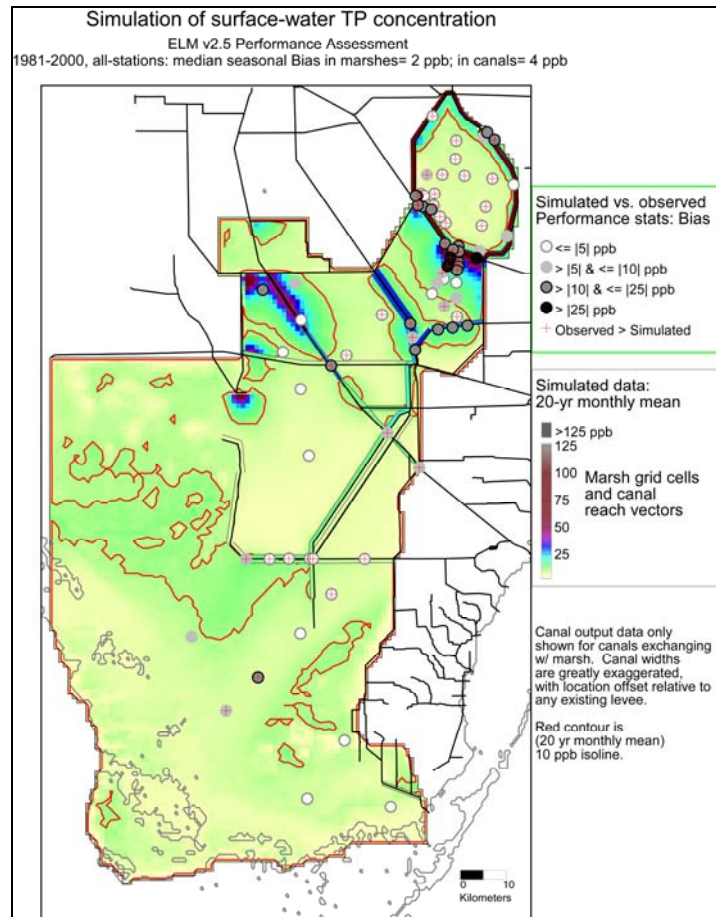 Simulation of surface-water TP concentration
ELM v2.5 Performance Assessment
1981-2000, all-stations: median seasonal Bias in marshes= 2 ppb; in canals= 4 ppb
Simulated vs. observed
Performance stats: Bias
<= |5| ppb
> |5| & <= |10| ppb
> |10| & <= |25| ppb
> |25| ppb
Observed > Simulated
Simulated data:
20-yr monthly mean
>125 ppb
125
100
75
50
25
Marsh grid cells
and canal
reach vectors
Canal output data only
shown for canals exchanging
w/ marsh. Canal widths
are greatly exaggerated,
with location offset relative to
any existing levee.
Red contour is
(20 yr monthly mean)
10 ppb isoline.
0 10
Kilometers